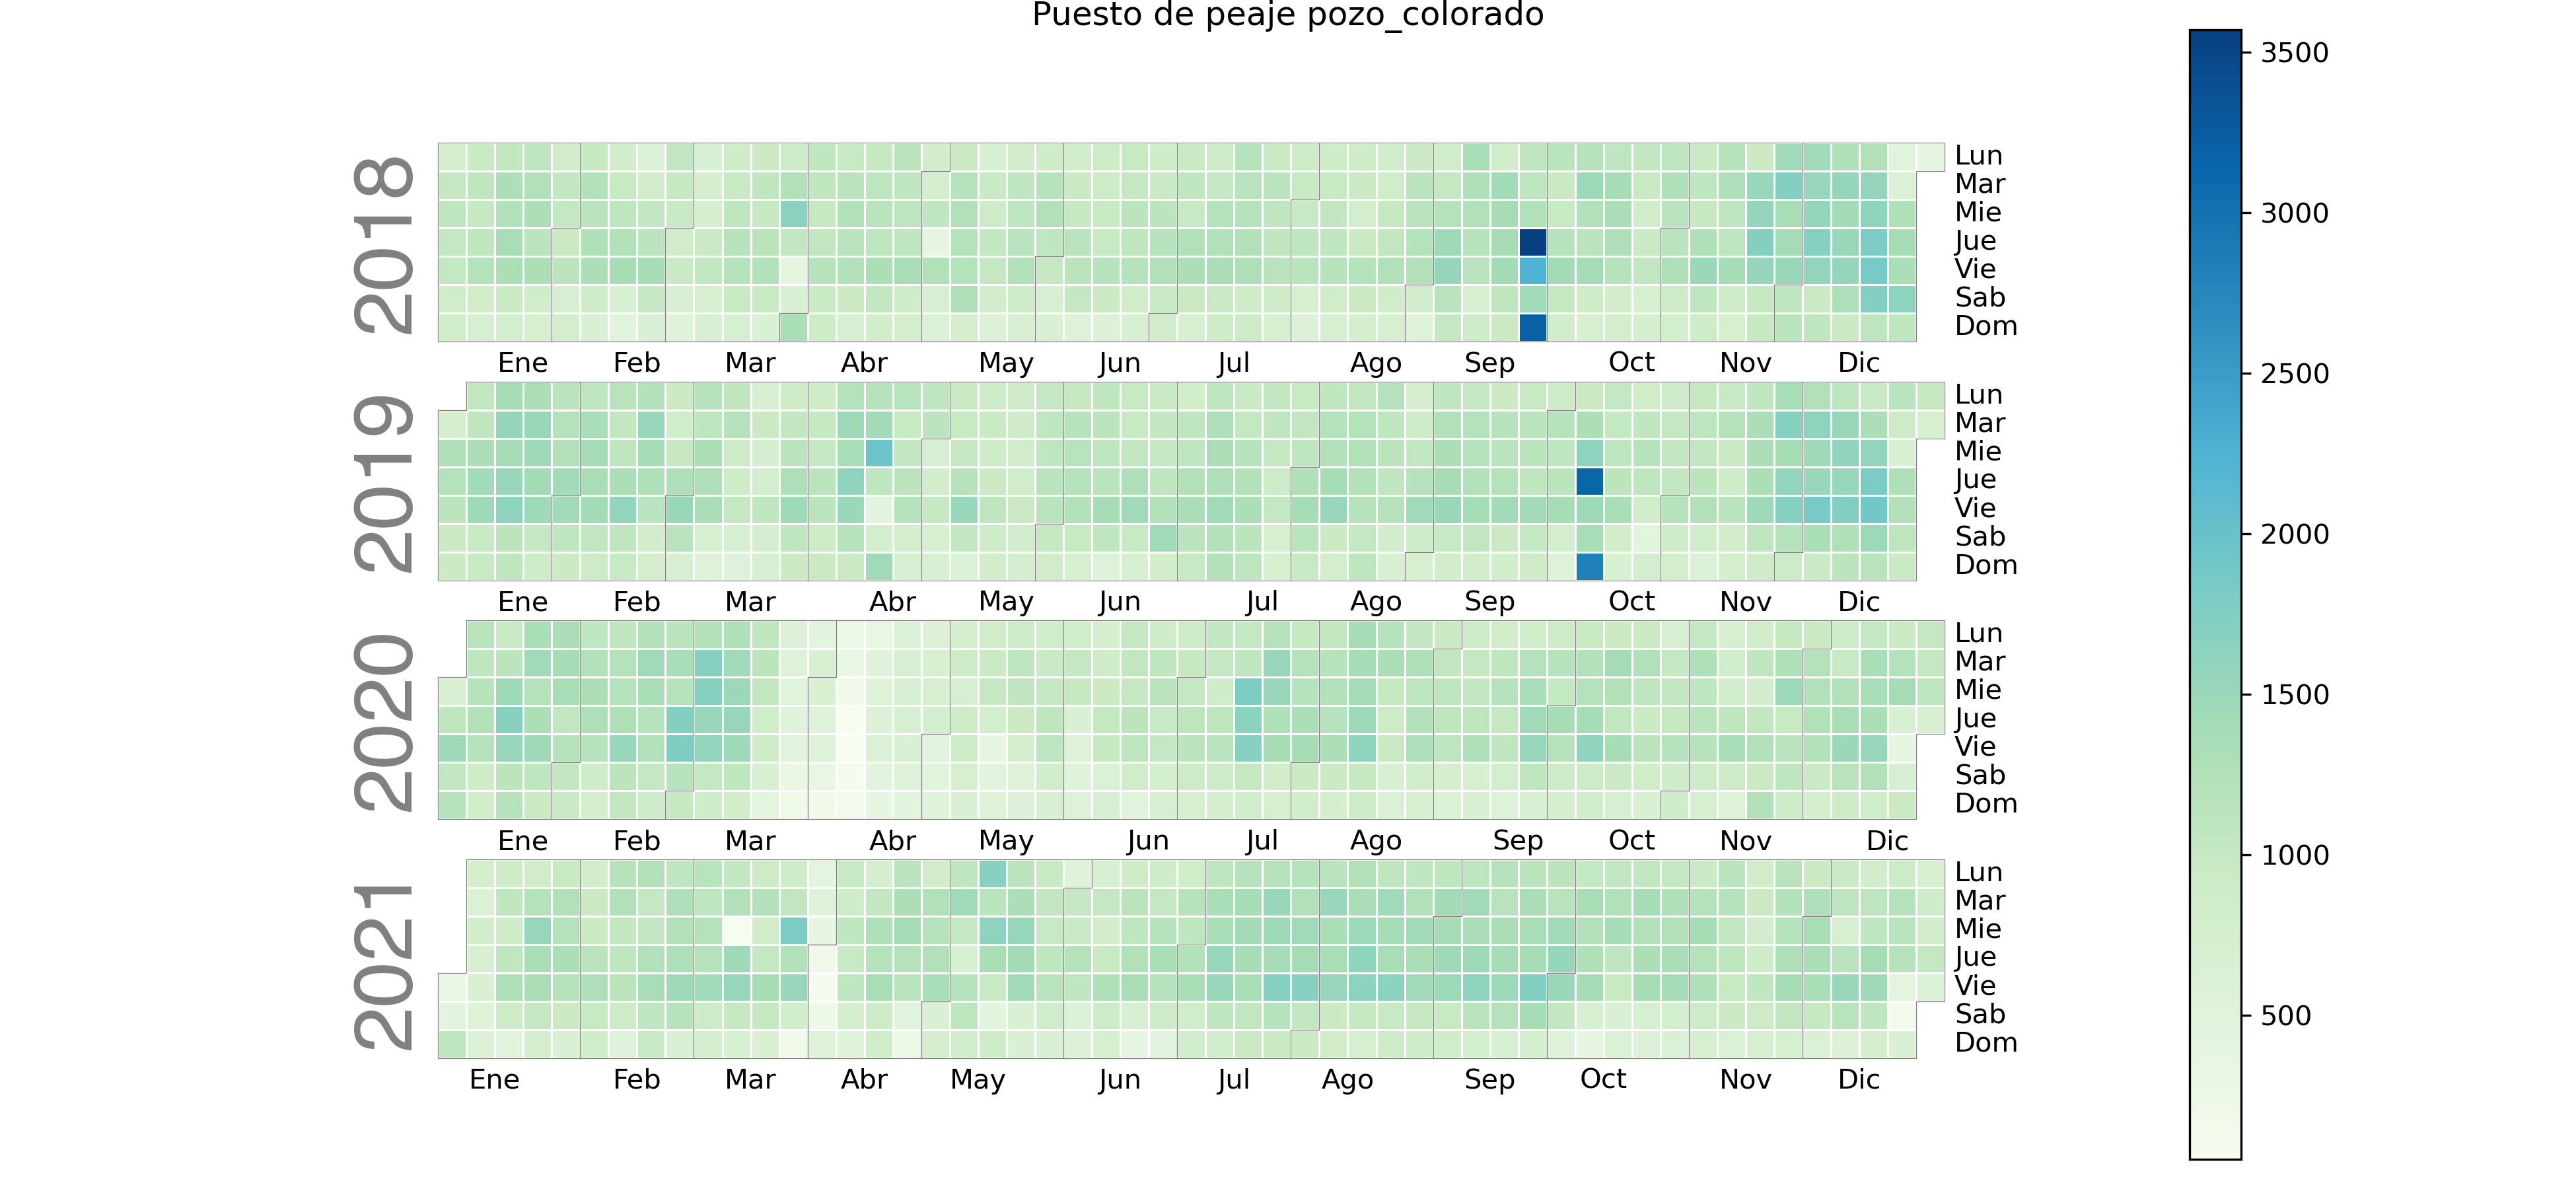 Puesto de peaje pozo_colorado
2018
Lun
Mar
Mie
Jue
Vie
Sab
Dom
Ene Feb Mar Abr May Jun Jul Ago Sep Oct Nov Dic
2019
Lun
Mar
Mie
Jue
Vie
Sab
Dom
Ene Feb Mar Abr May Jun Jul Ago Sep Oct Nov Dic
2020
Lun
Mar
Mie
Jue
Vie
Sab
Dom
Ene Feb Mar Abr May Jun Jul Ago Sep Oct Nov Dic
2021
Lun
Mar
Mie
Jue
Vie
Sab
Dom
Ene Feb Mar Abr May Jun Jul Ago Sep Oct Nov Dic
3500
3000
2500
2000
1500
1000
500